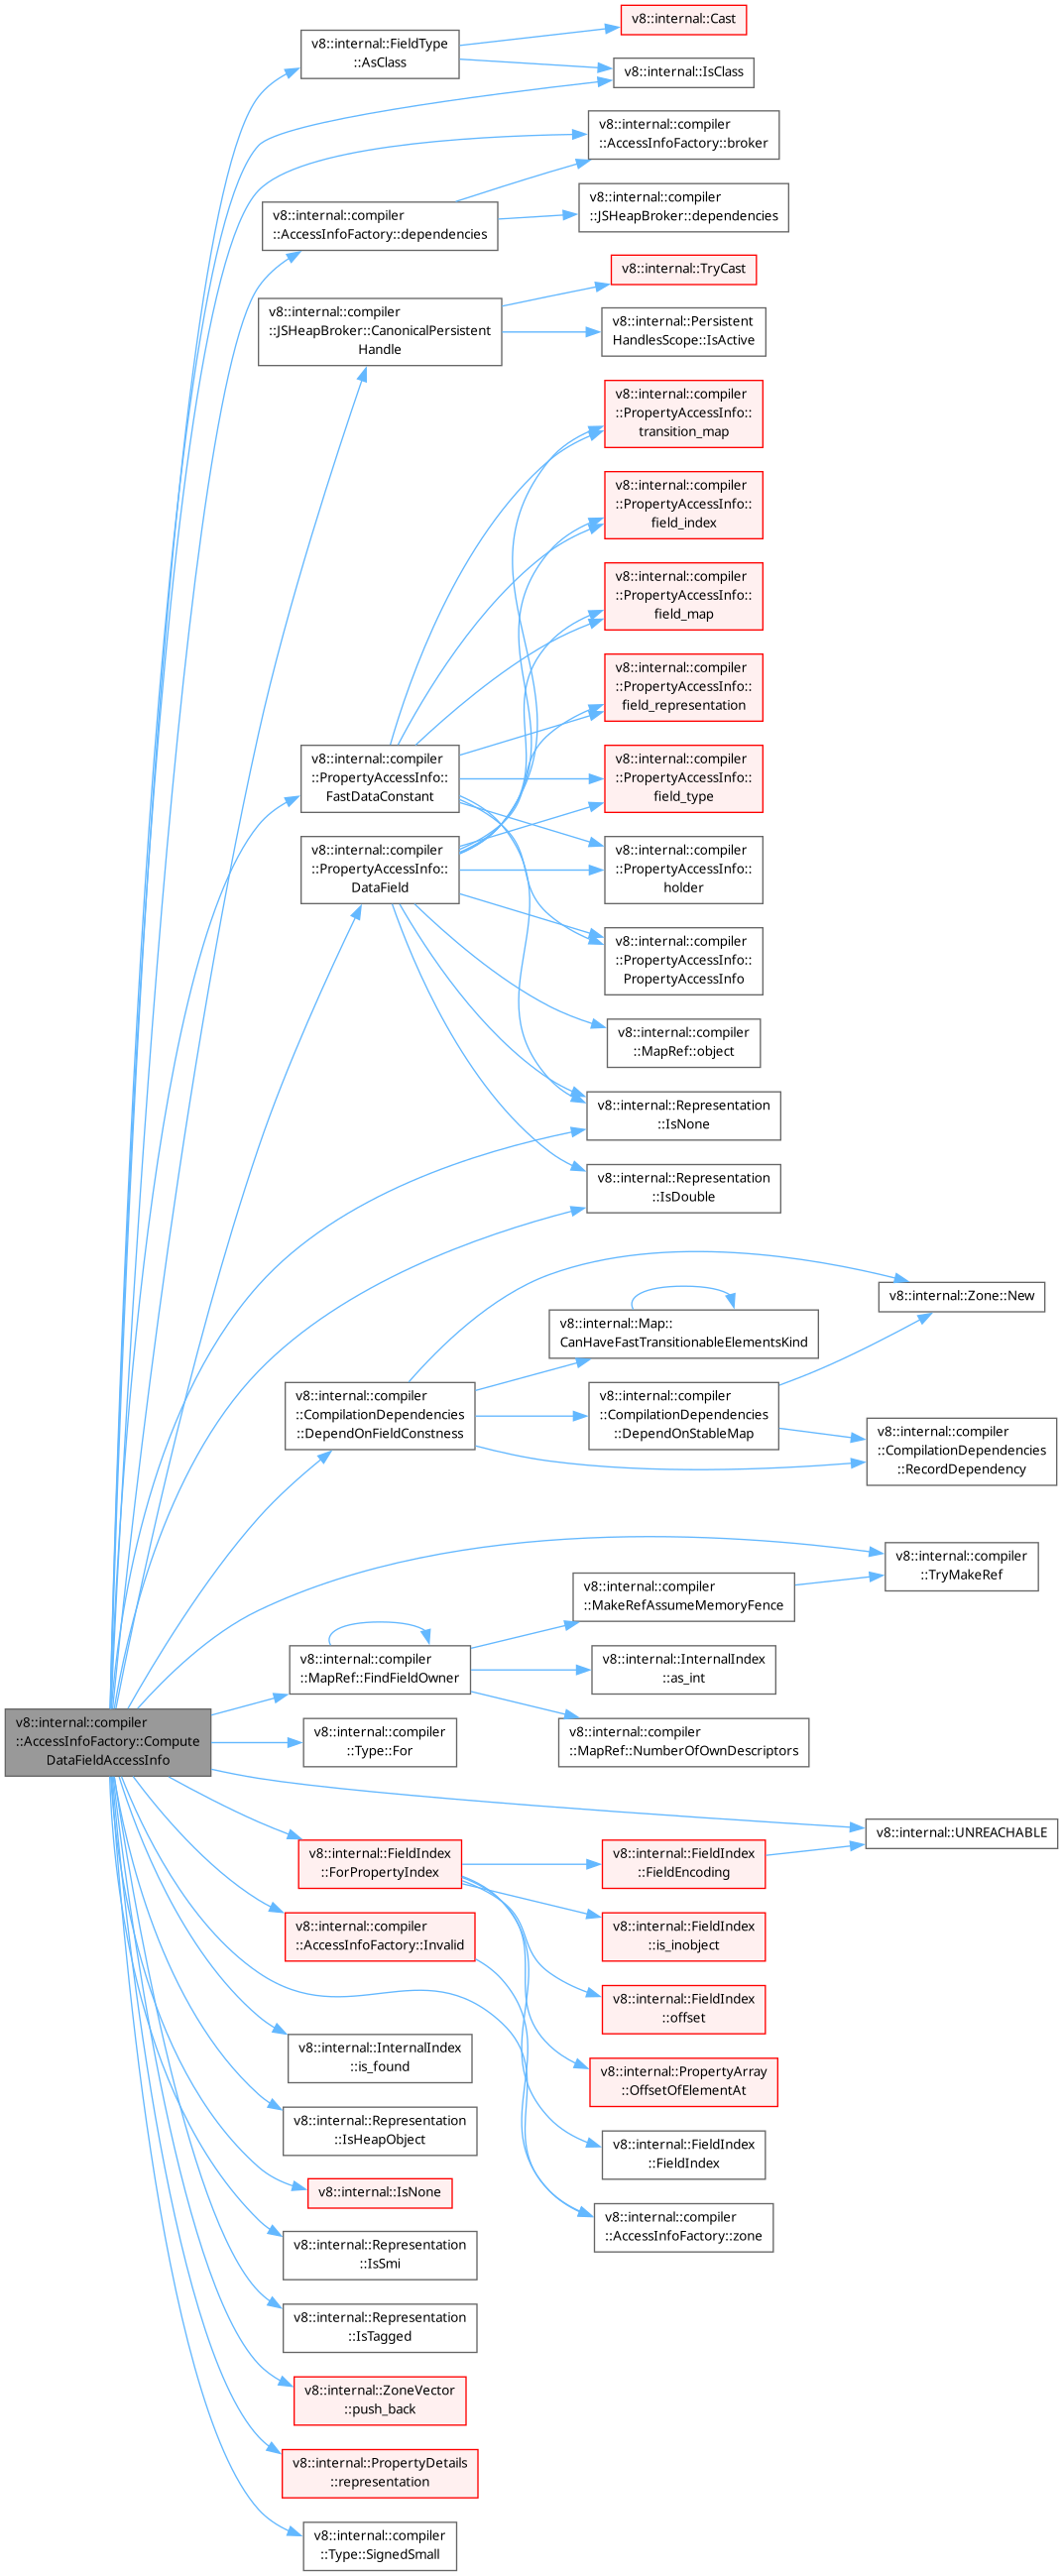 v8::internal::Cast
v8::internal::FieldType
::AsClass
v8::internal::IsClass
v8::internal::compiler
::AccessInfoFactory::broker
v8::internal::compiler
::JSHeapBroker::dependencies
v8::internal::compiler
::AccessInfoFactory::dependencies
v8::internal::TryCast
v8::internal::compiler
::JSHeapBroker::CanonicalPersistent
Handle
v8::internal::Persistent
HandlesScope::IsActive
v8::internal::compiler
::PropertyAccessInfo::
transition_map
v8::internal::compiler
::PropertyAccessInfo::
field_index
v8::internal::compiler
::PropertyAccessInfo::
field_map
v8::internal::compiler
::PropertyAccessInfo::
field_representation
v8::internal::compiler
::PropertyAccessInfo::
FastDataConstant
v8::internal::compiler
::PropertyAccessInfo::
field_type
v8::internal::compiler
::PropertyAccessInfo::
DataField
v8::internal::compiler
::PropertyAccessInfo::
holder
v8::internal::compiler
::PropertyAccessInfo::
PropertyAccessInfo
v8::internal::compiler
::MapRef::object
v8::internal::Representation
::IsNone
v8::internal::Representation
::IsDouble
v8::internal::Zone::New
v8::internal::Map::
CanHaveFastTransitionableElementsKind
v8::internal::compiler
::CompilationDependencies
::DependOnFieldConstness
v8::internal::compiler
::CompilationDependencies
::DependOnStableMap
v8::internal::compiler
::CompilationDependencies
::RecordDependency
v8::internal::compiler
::TryMakeRef
v8::internal::compiler
::MakeRefAssumeMemoryFence
v8::internal::compiler
::MapRef::FindFieldOwner
v8::internal::InternalIndex
::as_int
v8::internal::compiler
::AccessInfoFactory::Compute
DataFieldAccessInfo
v8::internal::compiler
::Type::For
v8::internal::compiler
::MapRef::NumberOfOwnDescriptors
v8::internal::UNREACHABLE
v8::internal::FieldIndex
::ForPropertyIndex
v8::internal::FieldIndex
::FieldEncoding
v8::internal::compiler
::AccessInfoFactory::Invalid
v8::internal::FieldIndex
::is_inobject
v8::internal::FieldIndex
::offset
v8::internal::InternalIndex
::is_found
v8::internal::PropertyArray
::OffsetOfElementAt
v8::internal::Representation
::IsHeapObject
v8::internal::FieldIndex
::FieldIndex
v8::internal::IsNone
v8::internal::compiler
::AccessInfoFactory::zone
v8::internal::Representation
::IsSmi
v8::internal::Representation
::IsTagged
v8::internal::ZoneVector
::push_back
v8::internal::PropertyDetails
::representation
v8::internal::compiler
::Type::SignedSmall